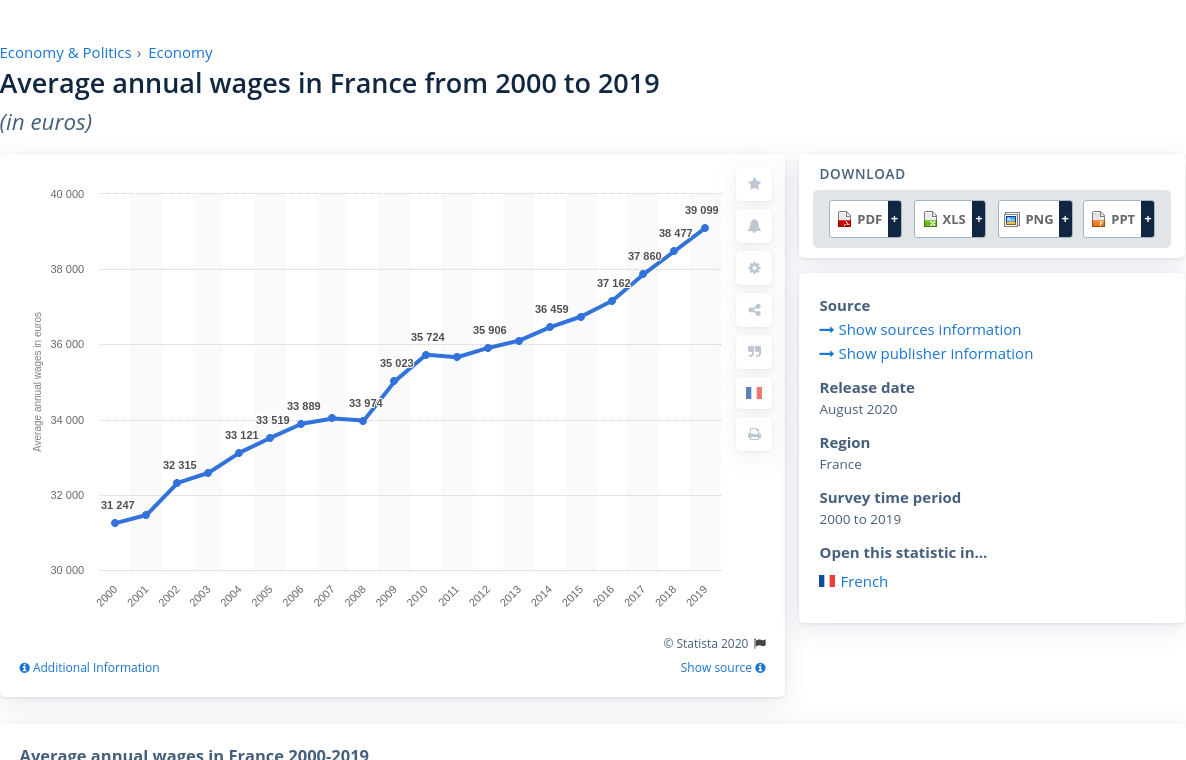 Economy & Politics › Economy
Average annual wages in France from 2000 to 2019
(in euros)
40 000
38 000
36 000
34 000
32 000
30 000
Average annual wages in euros
31 247
32 315
33 121
33 519
33 889
33 974
35 023
35 724
35 906
36 459
37 162
37 860
38 477
39 099
2000
2001
2002
2003
2004
2005
2006
2007
2008
2009
2010
2011
2012
2013
2014
2015
2016
2017
2018
2019
© Statista 2020
Additional Information
Show source
DOWNLOAD
PDF +
XLS +
PNG +
PPT +
Source
Show sources information
Show publisher information
Release date
August 2020
Region
France
Survey time period
2000 to 2019
Open this statistic in...
French
Average annual wages in France 2000-2019